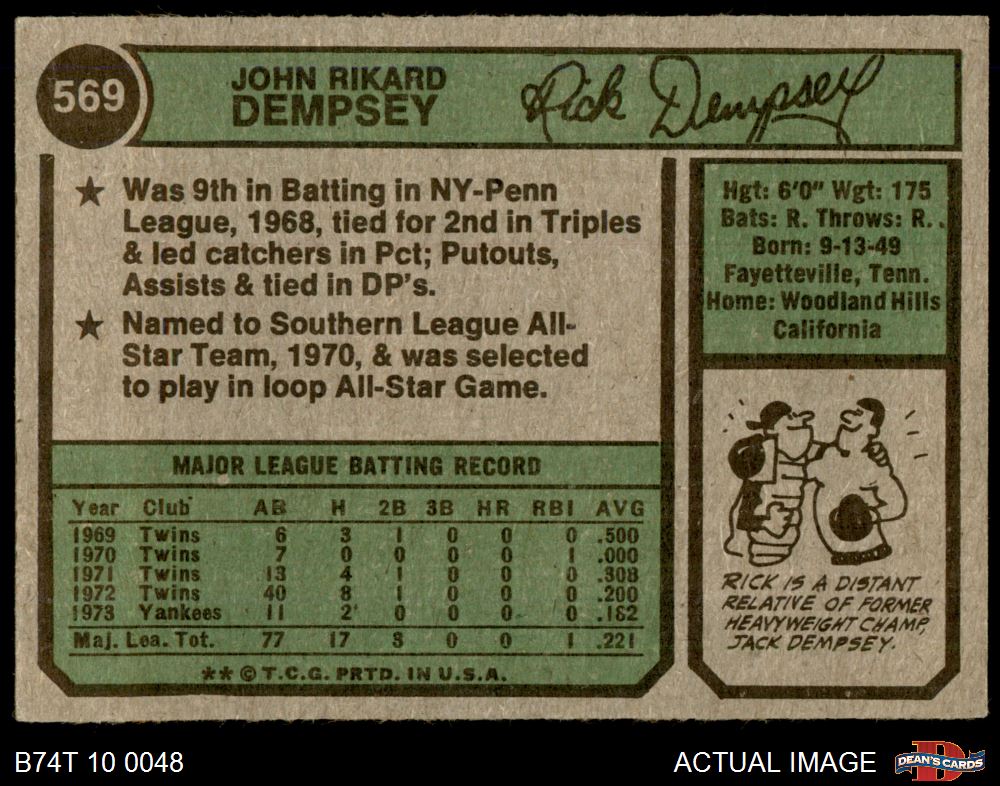 569
JOHN RIKARD
DEMPSEY
Rick Dempsey
★ Was 9th in Batting in NY-Penn
League, 1968, tied for 2nd in Triples
& led catchers in Pct; Putouts,
Assists & tied in DP's.
★ Named to Southern League All-
Star Team, 1970, & was selected
to play in loop All-Star Game.
Hgt: 6'0" Wgt: 175
Bats: R. Throws: R.
Born: 9-13-49
Fayetteville, Tenn.
Home: Woodland Hills
California
MAJOR LEAGUE BATTING RECORD
Year Club AB H 2B 3B HR RBI AVG
1969 Twins 6 3 1 0 0 0 .500
1970 Twins 7 0 0 0 0 1 .000
1971 Twins 13 4 1 0 0 0 .308
1972 Twins 40 8 1 0 0 0 .200
1973 Yankees 11 2 0 0 0 0 .182
Maj. Lea. Tot. 77 17 3 0 0 1 .221
** © T.C.G. PRTD. IN U.S.A.
RICK IS A DISTANT
RELATIVE OF FORMER
HEAVYWEIGHT CHAMP,
JACK DEMPSEY.
B74T 10 0048
ACTUAL IMAGE
D
DEAN'S CARDS